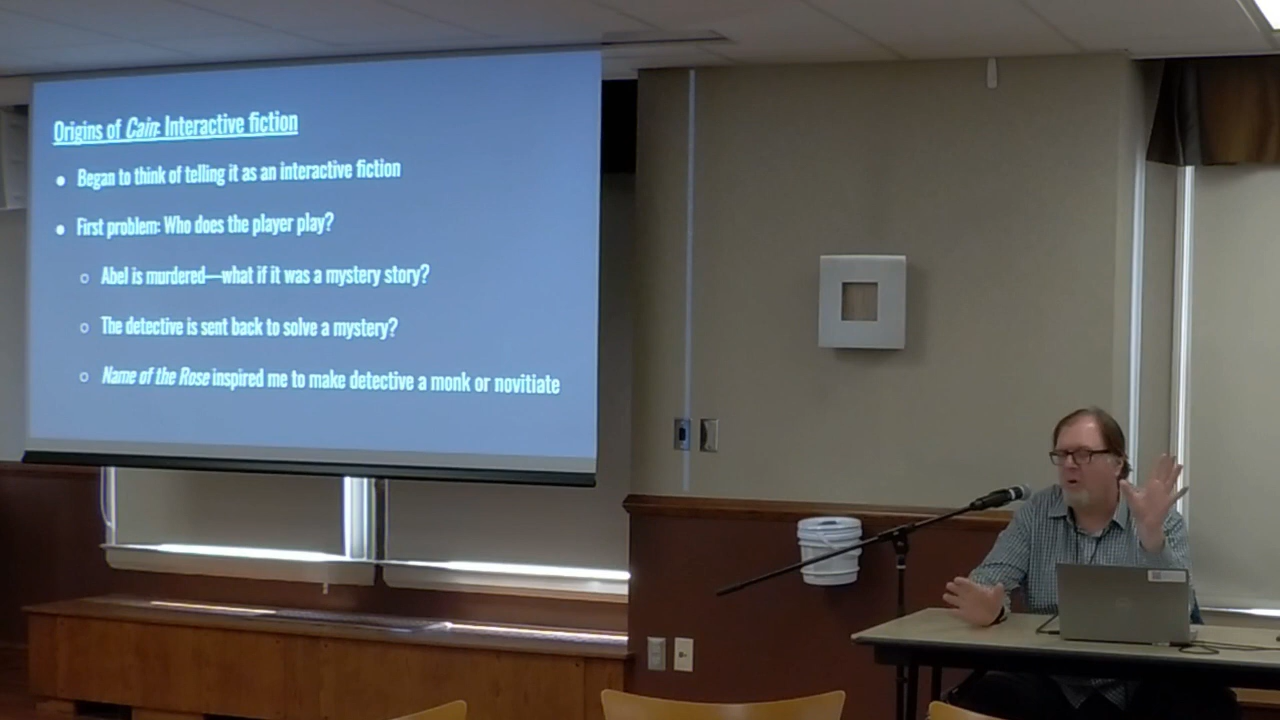 Origins of Cain: Interactive fiction
● Began to think of telling it as an interactive fiction
● First problem: Who does the player play?
○ Abel is murdered—what if it was a mystery story?
○ The detective is sent back to solve a mystery?
○ Name of the Rose inspired me to make detective a monk or novitiate